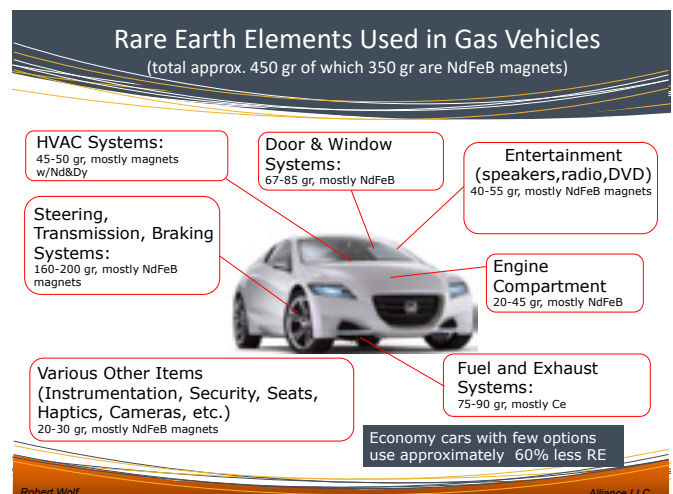 Rare Earth Elements Used in Gas Vehicles
(total approx. 450 gr of which 350 gr are NdFeB magnets)
HVAC Systems:
45-50 gr, mostly magnets
w/Nd&Dy
Door & Window
Systems:
67-85 gr, mostly NdFeB
Entertainment
(speakers,radio,DVD)
40-55 gr, mostly NdFeB magnets
Steering,
Transmission, Braking
Systems:
160-200 gr, mostly NdFeB
magnets
Engine
Compartment
20-45 gr, mostly NdFeB
Various Other Items
(Instrumentation, Security, Seats,
Haptics, Cameras, etc.)
20-30 gr, mostly NdFeB magnets
Fuel and Exhaust
Systems:
75-90 gr, mostly Ce
Economy cars with few options
use approximately 60% less RE
Robert Wolf
Alliance LLC